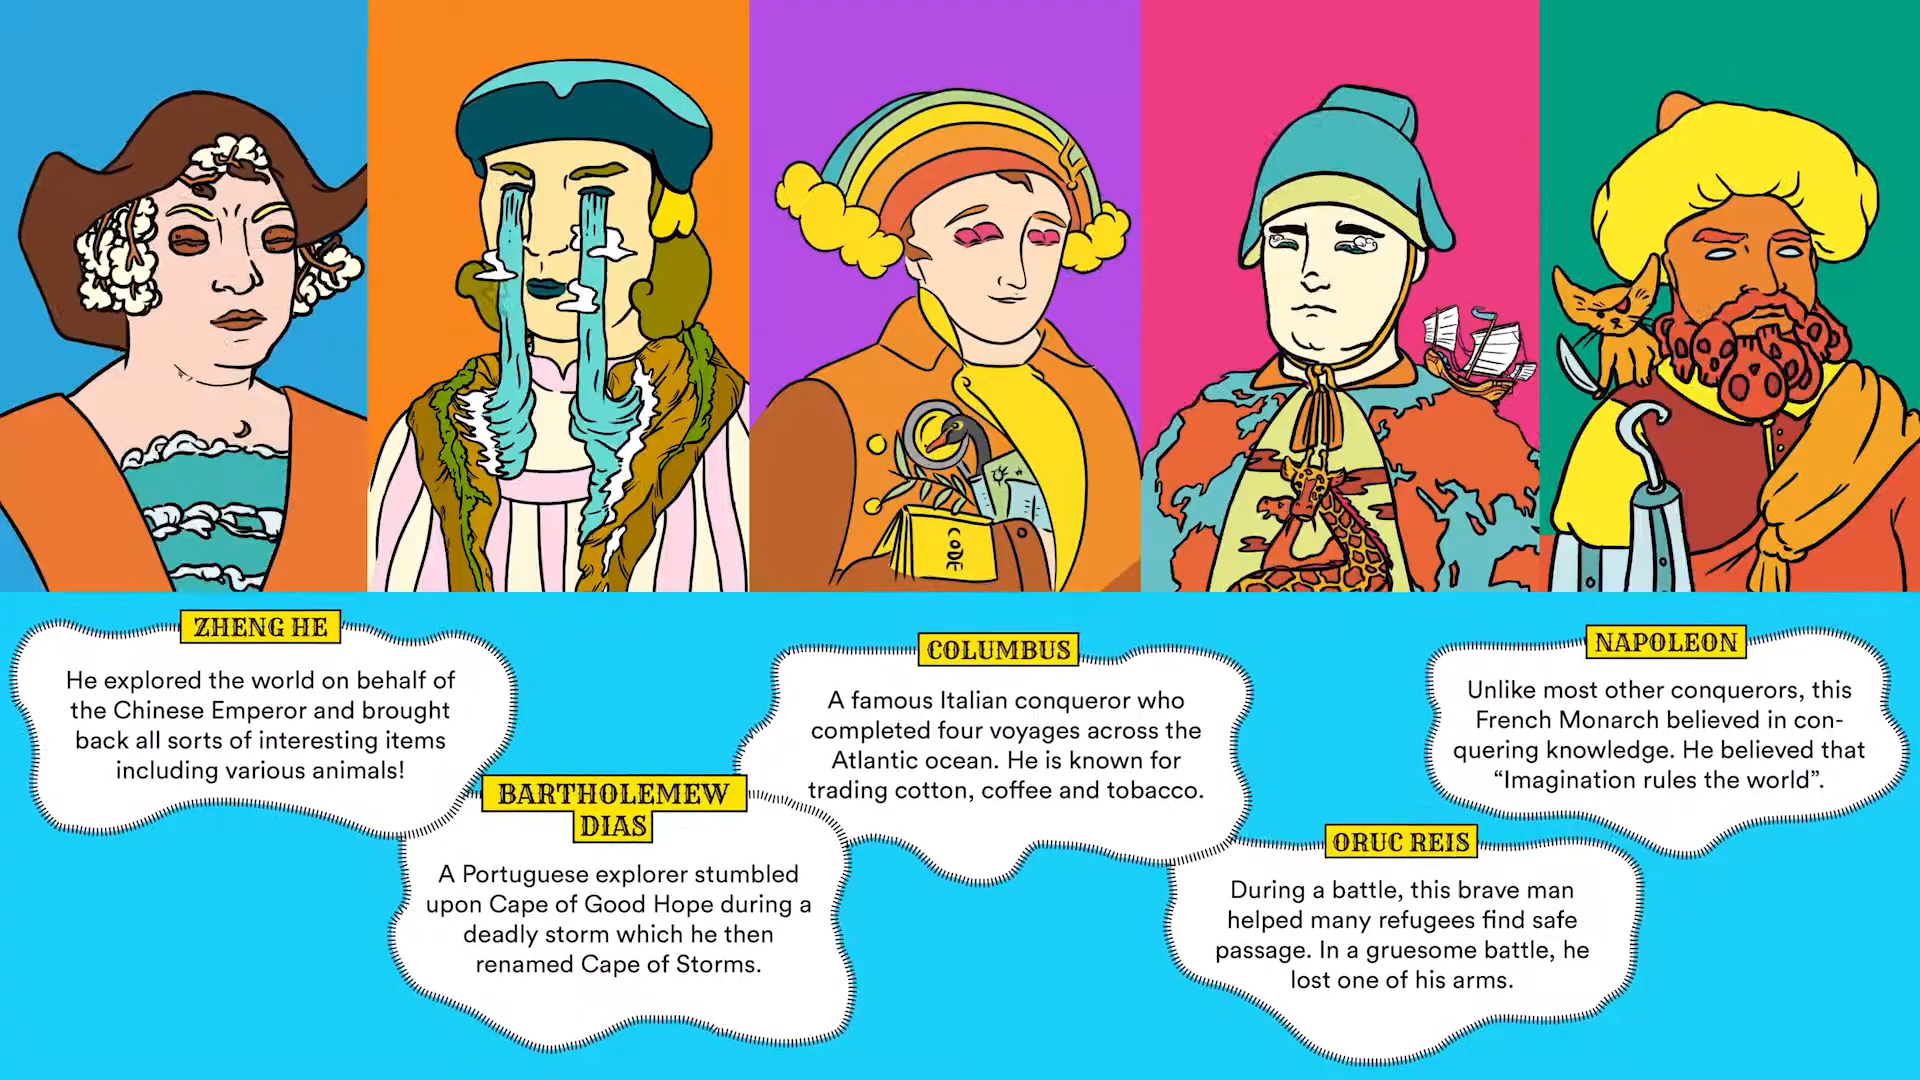 CODE
ZHENG HE
He explored the world on behalf of
the Chinese Emperor and brought
back all sorts of interesting items
including various animals!
BARTHOLEMEW
DIAS
A Portuguese explorer stumbled
upon Cape of Good Hope during a
deadly storm which he then
renamed Cape of Storms.
COLUMBUS
A famous Italian conqueror who
completed four voyages across the
Atlantic ocean. He is known for
trading cotton, coffee and tobacco.
ORUC REIS
During a battle, this brave man
helped many refugees find safe
passage. In a gruesome battle, he
lost one of his arms.
NAPOLEON
Unlike most other conquerors, this
French Monarch believed in con-
quering knowledge. He believed that
“Imagination rules the world”.